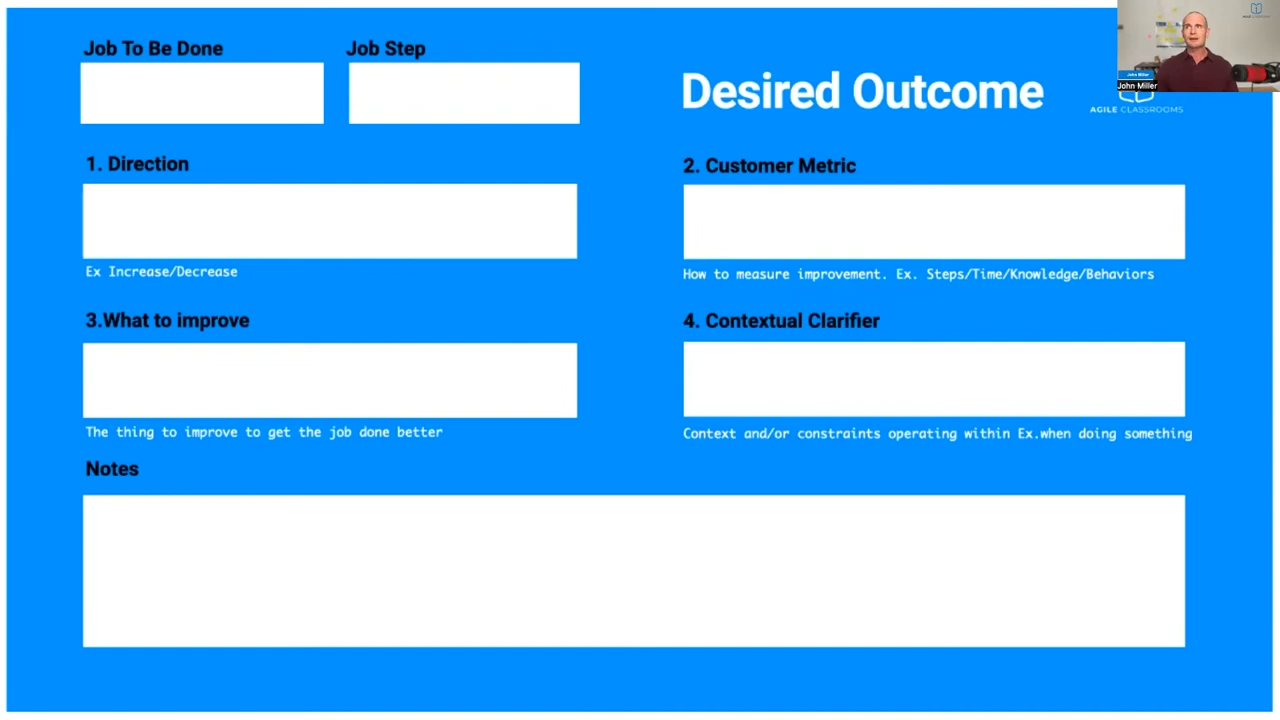 Job To Be Done
Job Step
Desired Outcome
John Miller
John Miller
AGILE CLASSROOMS
1. Direction
2. Customer Metric
Ex Increase/Decrease
How to measure improvement. Ex. Steps/Time/Knowledge/Behaviors
3.What to improve
4. Contextual Clarifier
The thing to improve to get the job done better
Context and/or constraints operating within Ex.when doing something
Notes